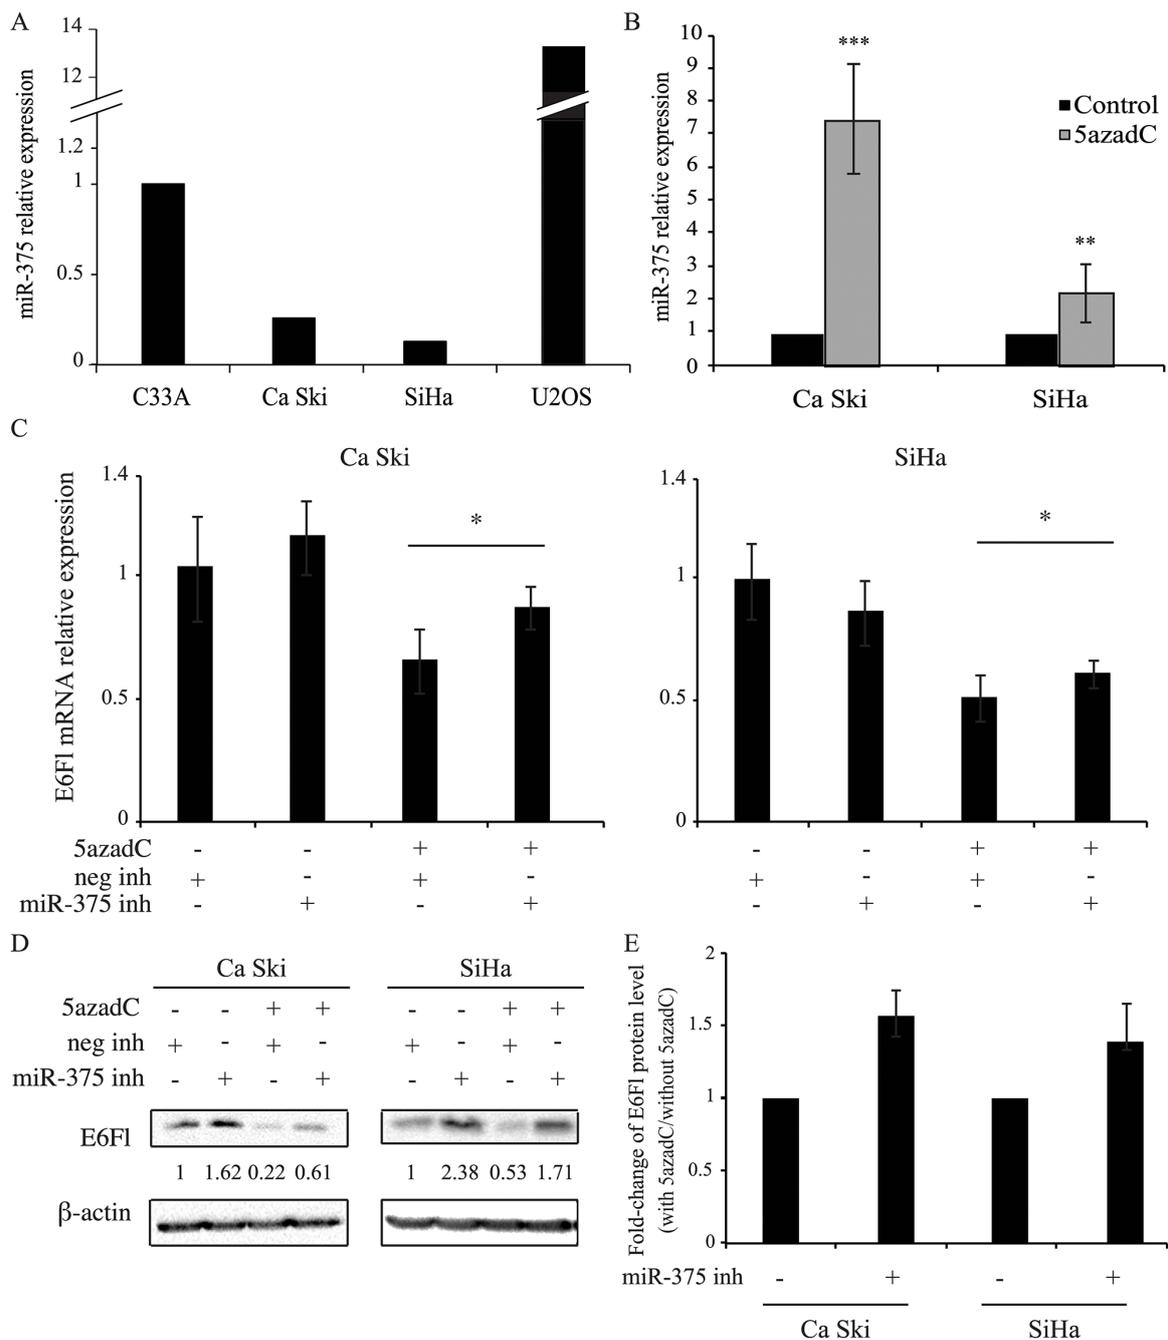 A
miR-375 relative expression
14
12
1.2
1
0.5
0
C33A Ca Ski SiHa U2OS
B
miR-375 relative expression
10
9
8
7
6
5
4
3
2
1
0
***
**
Control
5azadC
Ca Ski SiHa
C
E6Fl mRNA relative expression
Ca Ski
1.4
1
0.5
0
*
5azadC - - + +
neg inh + - + -
miR-375 inh - + - +
SiHa
1.4
1
0.5
0
*
- - + +
+ - + -
- + - +
D
Ca Ski SiHa
5azadC - - + + - - + +
neg inh + - + - + - + -
miR-375 inh - + - + - + - +
E6Fl
1 1.62 0.22 0.61 1 2.38 0.53 1.71
β-actin
E
Fold-change of E6Fl protein level
(with 5azadC/without 5azadC)
2
1.5
1
0.5
0
miR-375 inh - + - +
Ca Ski SiHa